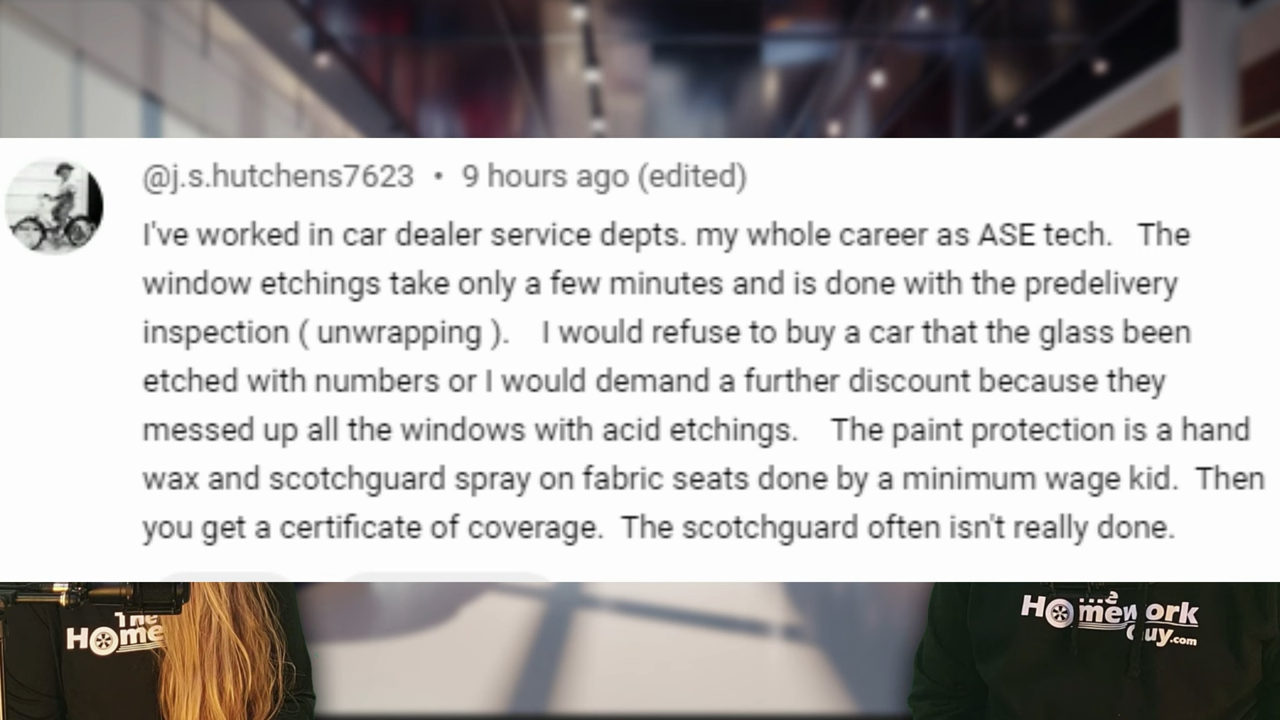 @j.s.hutchens7623 • 9 hours ago (edited)
I've worked in car dealer service depts. my whole career as ASE tech.   The
window etchings take only a few minutes and is done with the predelivery
inspection ( unwrapping ).    I would refuse to buy a car that the glass been
etched with numbers or I would demand a further discount because they
messed up all the windows with acid etchings.    The paint protection is a hand
wax and scotchguard spray on fabric seats done by a minimum wage kid.  Then
you get a certificate of coverage.  The scotchguard often isn't really done.
The
Home
The
Homework
Guy.com